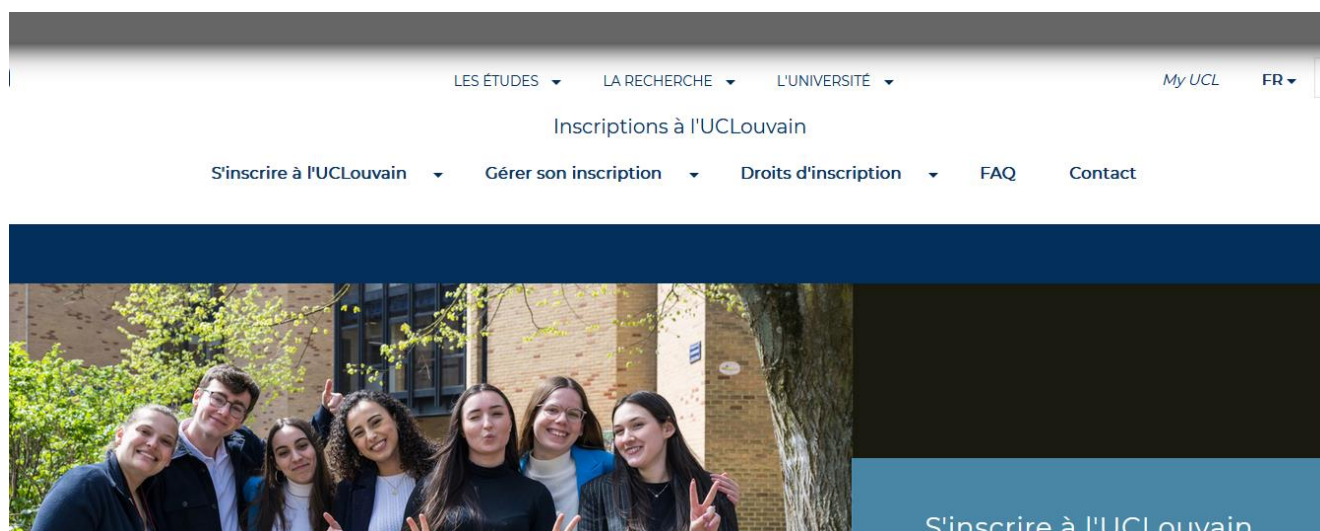 LES ÉTUDES LA RECHERCHE L'UNIVERSITÉ My UCL FR
Inscriptions à l'UCLouvain
S'inscrire à l'UCLouvain Gérer son inscription Droits d'inscription FAQ Contact
S'inscrire à l'UCLouvain